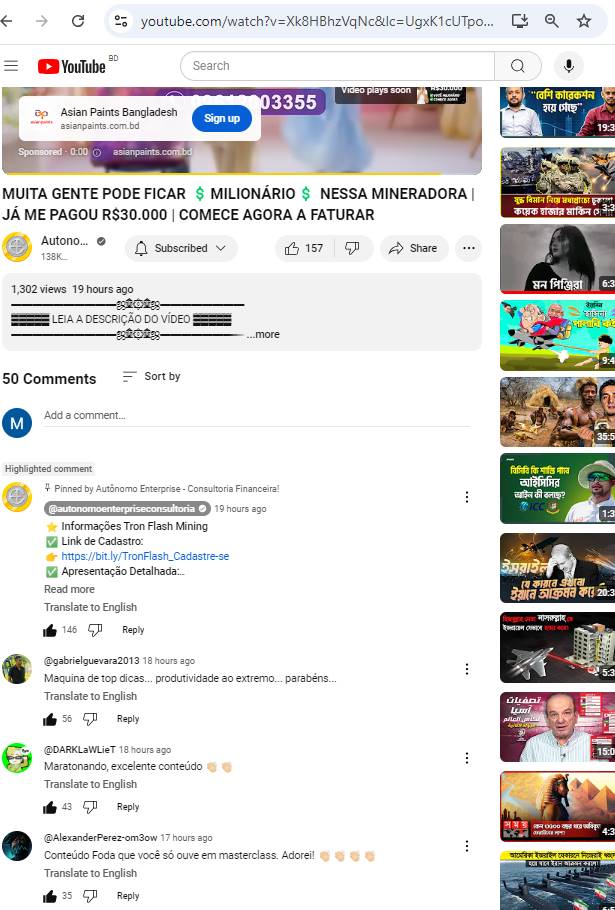 youtube.com/watch?v=Xk8HBhzVqNc&lc=UgxK1cUTpo...
YouTube BD
Search
Video plays soon
Asian Paints Bangladesh
asianpaints.com.bd
Sign up
Sponsored · 0:00
asianpaints.com.bd
MUITA GENTE PODE FICAR 💲MILIONÁRIO💲 NESSA MINERADORA |
JÁ ME PAGOU R$30.000 | COMECE AGORA A FATURAR
Autono...
138K...
Subscribed
157
Share
1,302 views 19 hours ago
LEIA A DESCRIÇÃO DO VÍDEO
...more
50 Comments
Sort by
M
Add a comment...
Highlighted comment
Pinned by Autônomo Enterprise - Consultoria Financeira!
@autonomoenterpriseconsultoria 19 hours ago
⭐ Informações Tron Flash Mining
✅ Link de Cadastro:
👉 https://bit.ly/TronFlash_Cadastre-se
✅ Apresentação Detalhada:..
Read more
Translate to English
146
Reply
@gabrielguevara2013 18 hours ago
Maquina de top dicas... produtividade ao extremo... parabéns...
Translate to English
56
Reply
@DARKLaWLieT 18 hours ago
Maratonando, excelente conteúdo 👏🏻 👏🏻
Translate to English
43
Reply
@AlexanderPerez-om3ow 17 hours ago
Conteúdo Foda que você só ouve em masterclass. Adorei! 👏🏻 👏🏻 👏🏻 👏🏻
Translate to English
35
Reply
"বেশি কারেকশন
হয়ে গেছে"
19:3
3:3
মন পিঞ্জিরা
6:3
9:4
35:5
আইসিসির
ICC
1:3
ইসরাইল
20:3
5:3
تصفيات
آسيا
15:0
4:3